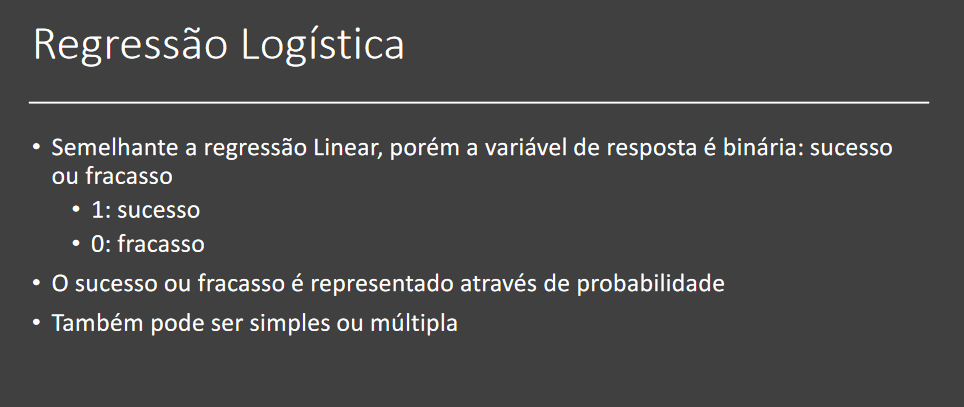 Regressão Logística
• Semelhante a regressão Linear, porém a variável de resposta é binária: sucesso
ou fracasso
• 1: sucesso
• 0: fracasso
• O sucesso ou fracasso é representado através de probabilidade
• Também pode ser simples ou múltipla